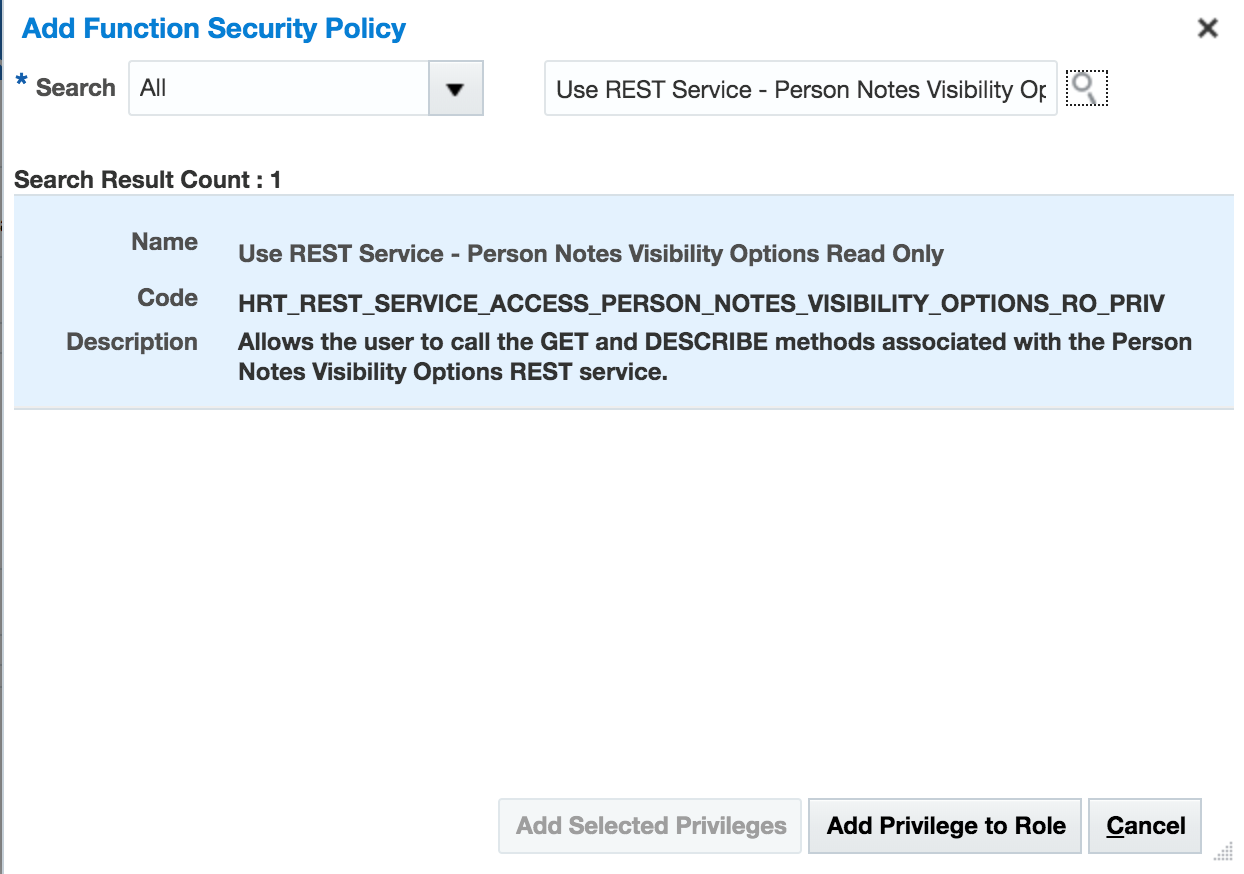 Add Function Security Policy
* Search All Use REST Service - Person Notes Visibility Op
Search Result Count : 1
Name Use REST Service - Person Notes Visibility Options Read Only
Code HRT_REST_SERVICE_ACCESS_PERSON_NOTES_VISIBILITY_OPTIONS_RO_PRIV
Description Allows the user to call the GET and DESCRIBE methods associated with the Person
Notes Visibility Options REST service.
Add Selected Privileges Add Privilege to Role Cancel